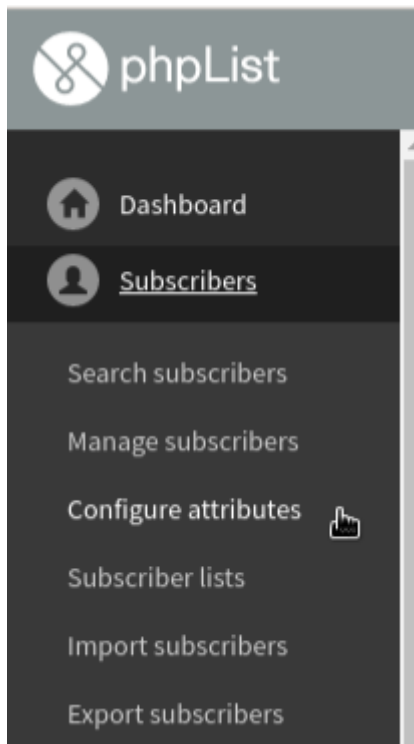 phpList
Dashboard
Subscribers
Search subscribers
Manage subscribers
Configure attributes
Subscriber lists
Import subscribers
Export subscribers